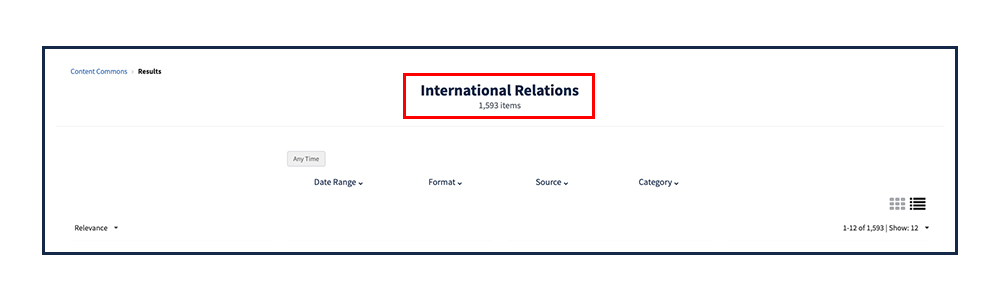 Content Commons › Results
International Relations
1,593 items
Any Time
Date Range Format Source Category
Relevance 1-12 of 1,593 | Show: 12